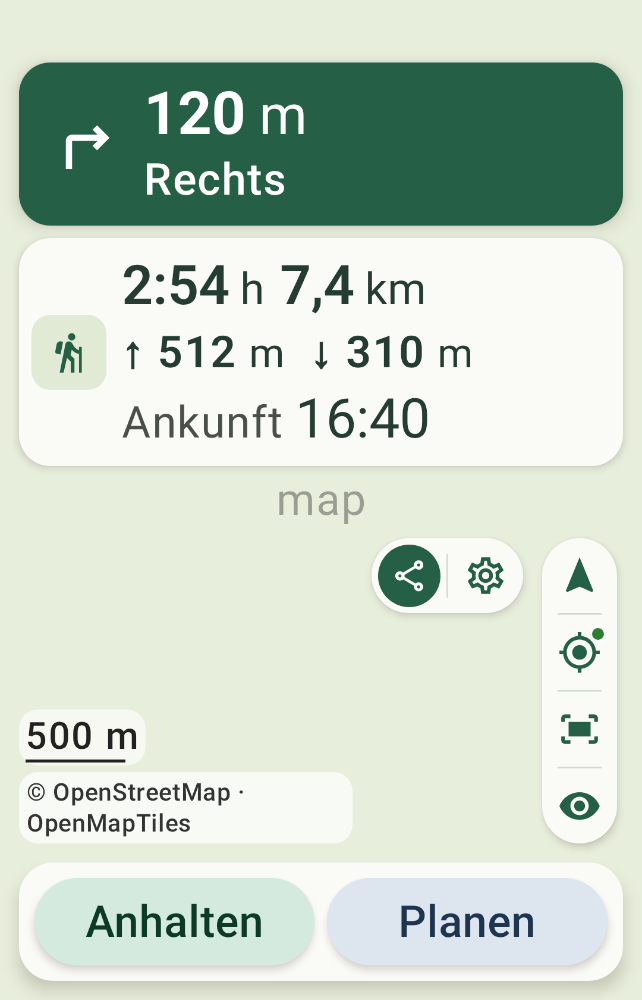 120 m
Rechts
2:54 h 7,4 km
↑ 512 m ↓ 310 m
Ankunft 16:40
map
500 m
© OpenStreetMap ·
OpenMapTiles
Anhalten Planen